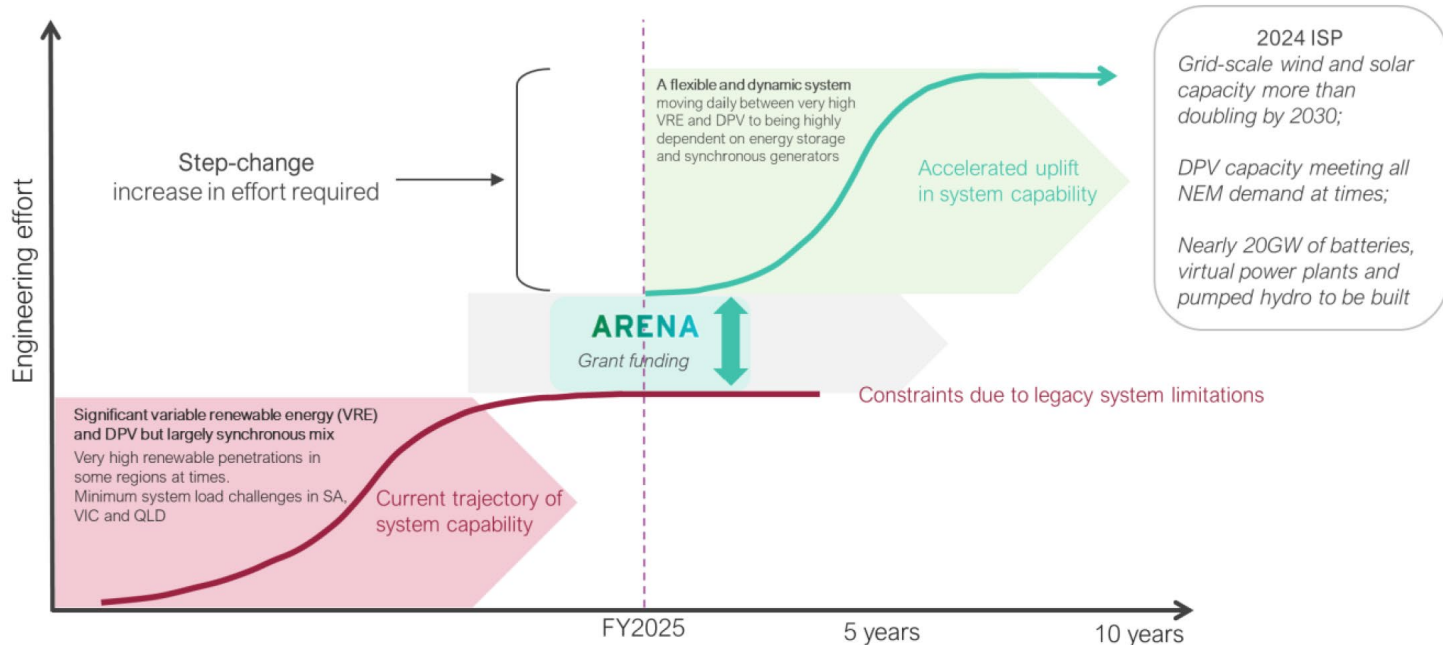 Engineering effort
Step-change
increase in effort required
A flexible and dynamic system
moving daily between very high
VRE and DPV to being highly
dependent on energy storage
and synchronous generators
Accelerated uplift
in system capability
2024 ISP
Grid-scale wind and solar
capacity more than
doubling by 2030;
DPV capacity meeting all
NEM demand at times;
Nearly 20GW of batteries,
virtual power plants and
pumped hydro to be built
ARENA
Grant funding
Constraints due to legacy system limitations
Significant variable renewable energy (VRE)
and DPV but largely synchronous mix
Very high renewable penetrations in
some regions at times.
Minimum system load challenges in SA,
VIC and QLD
Current trajectory of
system capability
FY2025
5 years
10 years